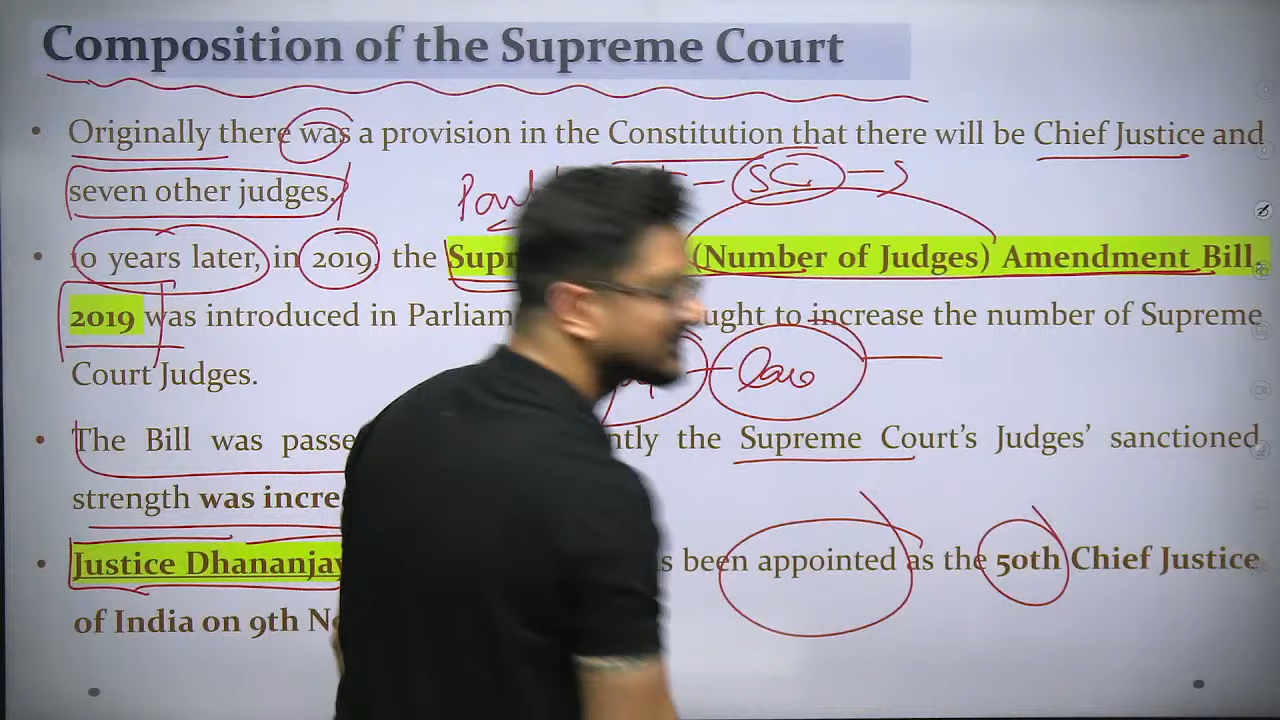 Composition of the Supreme Court
• Originally there was a provision in the Constitution that there will be Chief Justice and
seven other judges.
SC
• 10 years later, in 2019, the Supr (Number of Judges) Amendment Bill,
2019 was introduced in Parliam ught to increase the number of Supreme
Court Judges.
law
• The Bill was passe ntly the Supreme Court's Judges' sanctioned
strength was incre
• Justice Dhananjay s been appointed as the 50th Chief Justice
of India on 9th No